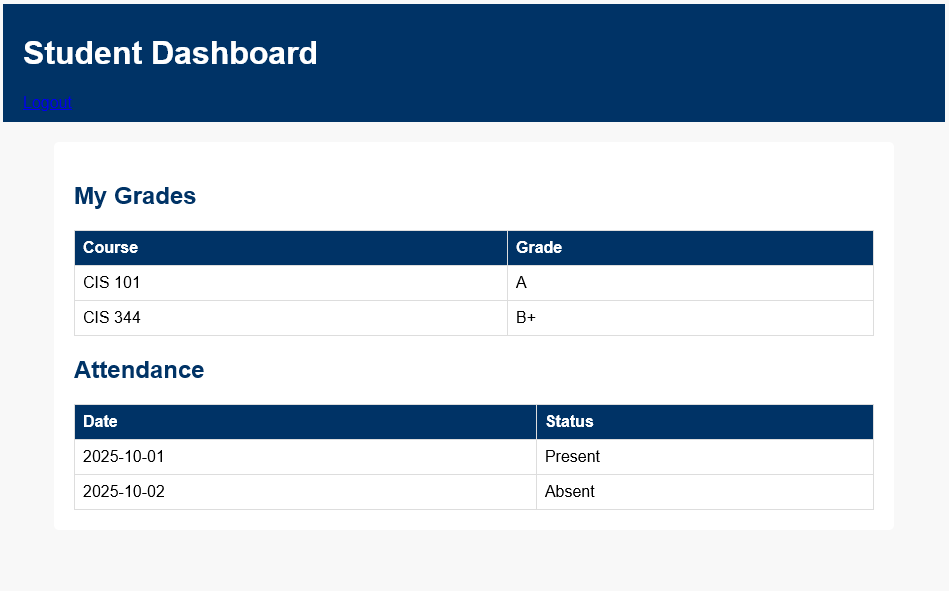 Student Dashboard
Logout
My Grades
Course Grade
CIS 101 A
CIS 344 B+
Attendance
Date Status
2025-10-01 Present
2025-10-02 Absent